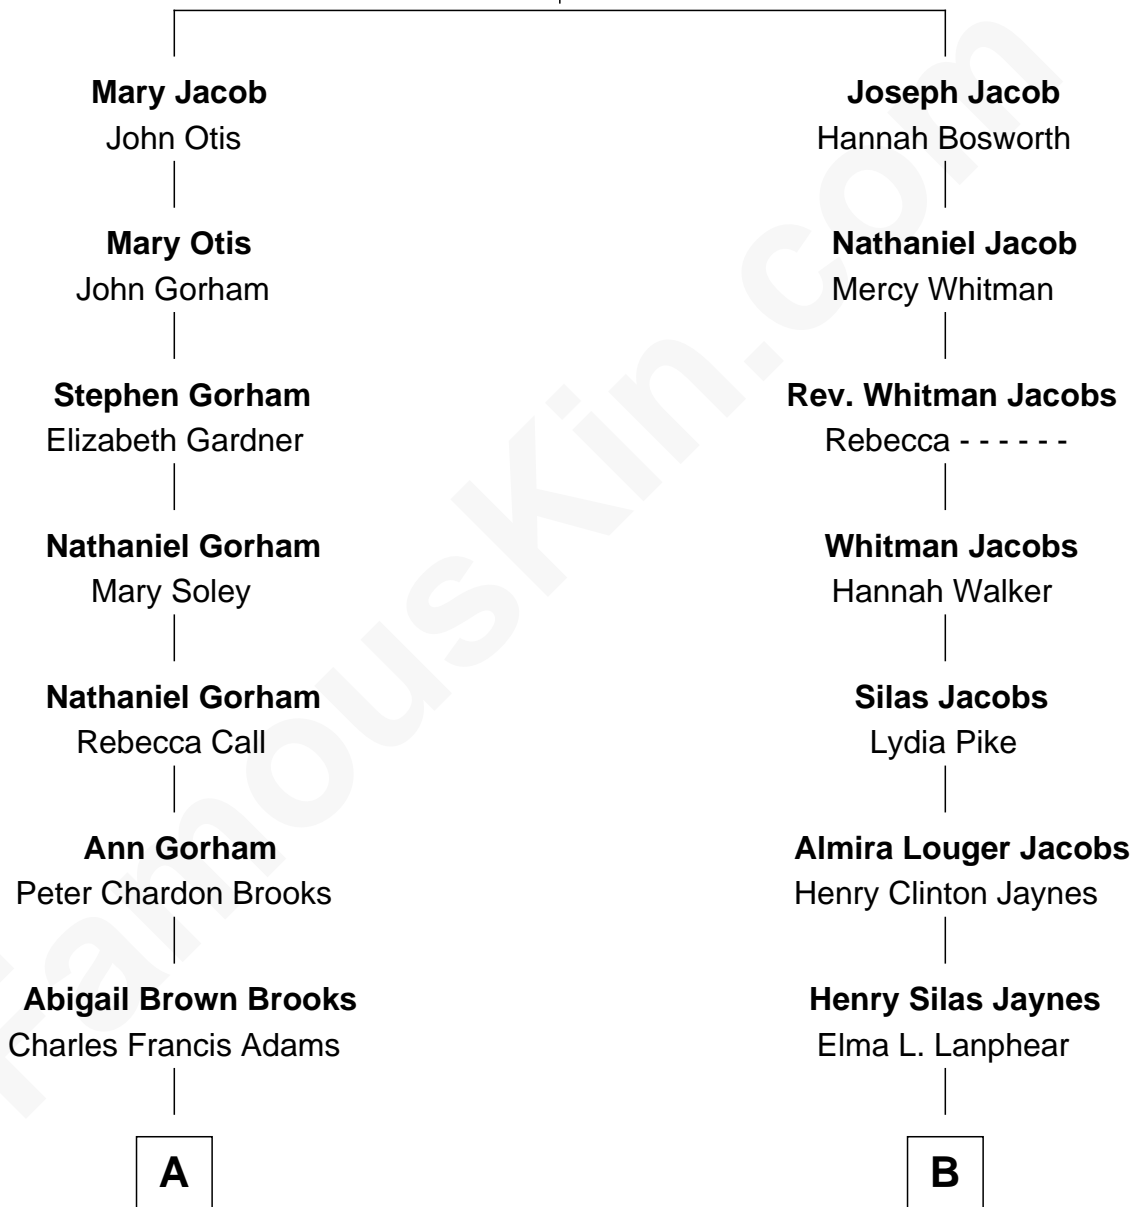 Mary Jacob
John Otis
Mary Otis
John Gorham
Stephen Gorham
Elizabeth Gardner
Nathaniel Gorham
Mary Soley
Nathaniel Gorham
Rebecca Call
Ann Gorham
Peter Chardon Brooks
Abigail Brown Brooks
Charles Francis Adams
A
Joseph Jacob
Hannah Bosworth
Nathaniel Jacob
Mercy Whitman
Rev. Whitman Jacobs
Rebecca - - - - - -
Whitman Jacobs
Hannah Walker
Silas Jacobs
Lydia Pike
Almira Louger Jacobs
Henry Clinton Jaynes
Henry Silas Jaynes
Elma L. Lanphear
B
FamousKin.com